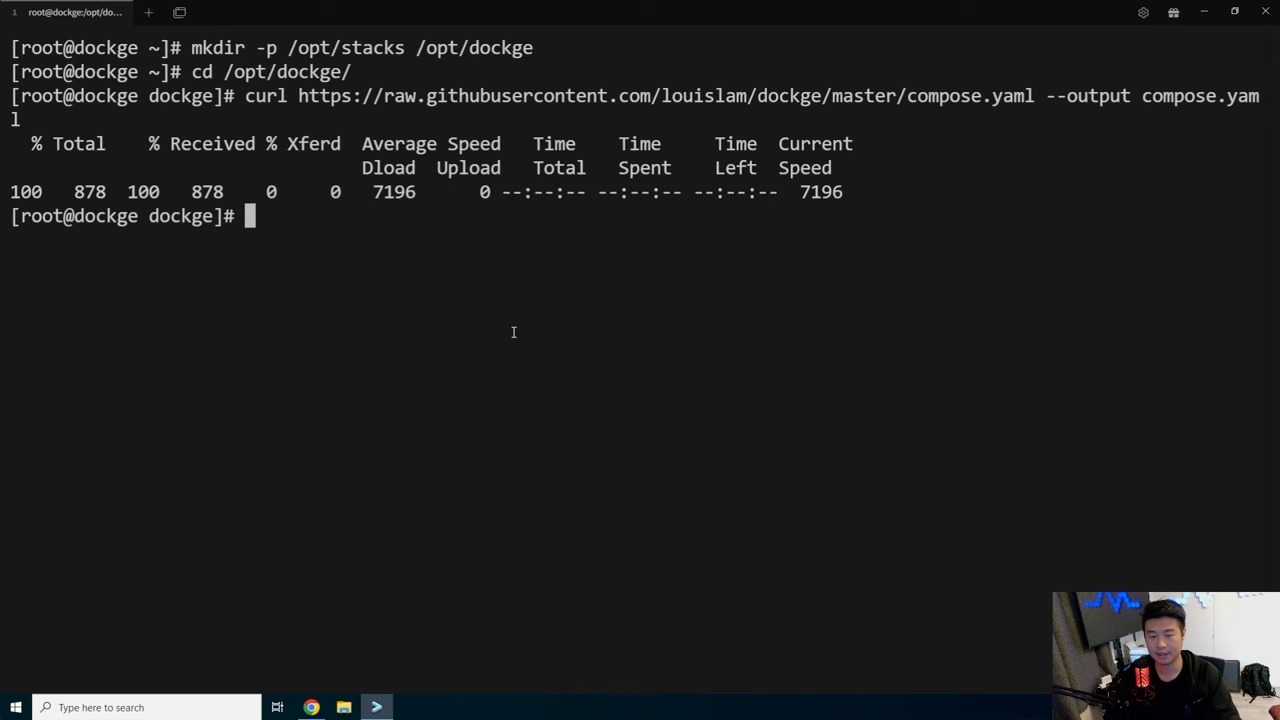 1 root@dockge:/opt/do...
[root@dockge ~]# mkdir -p /opt/stacks /opt/dockge
[root@dockge ~]# cd /opt/dockge/
[root@dockge dockge]# curl https://raw.githubusercontent.com/louislam/dockge/master/compose.yaml --output compose.yam
l
% Total % Received % Xferd Average Speed Time Time Time Current
Dload Upload Total Spent Left Speed
100 878 100 878 0 0 7196 0 --:--:-- --:--:-- --:--:-- 7196
[root@dockge dockge]#
Type here to search